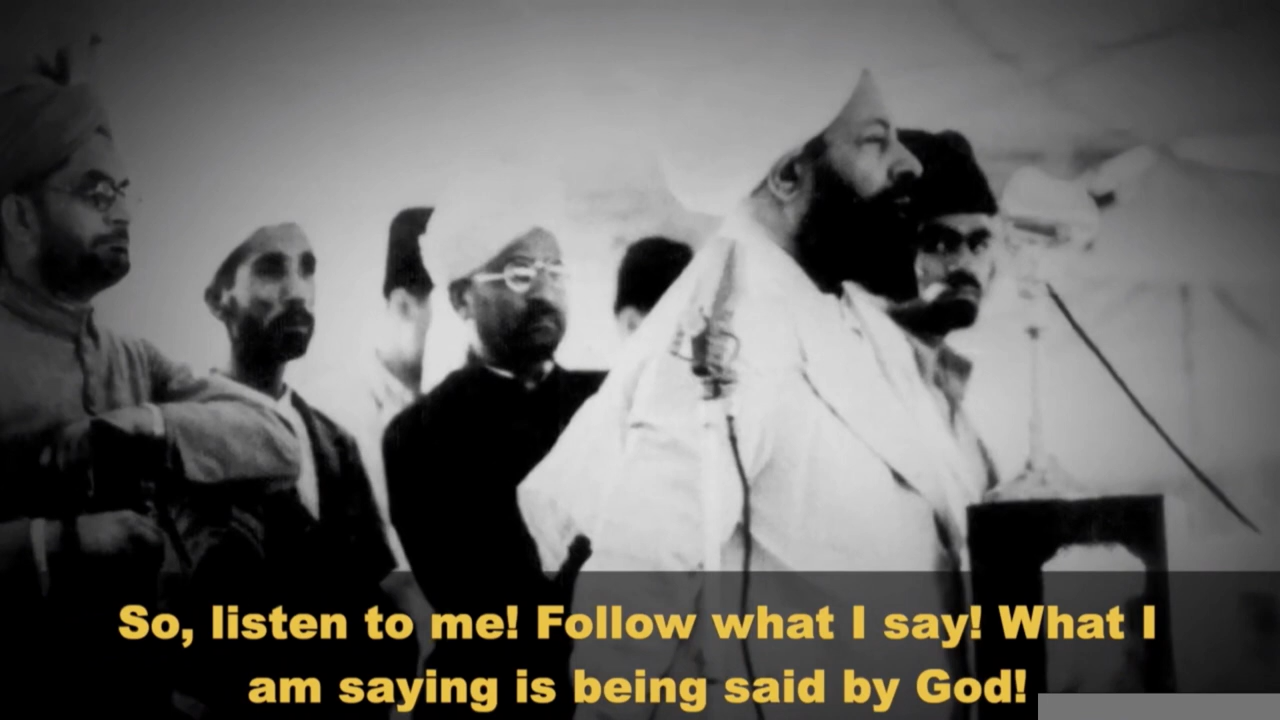 So, listen to me! Follow what I say! What I
am saying is being said by God!